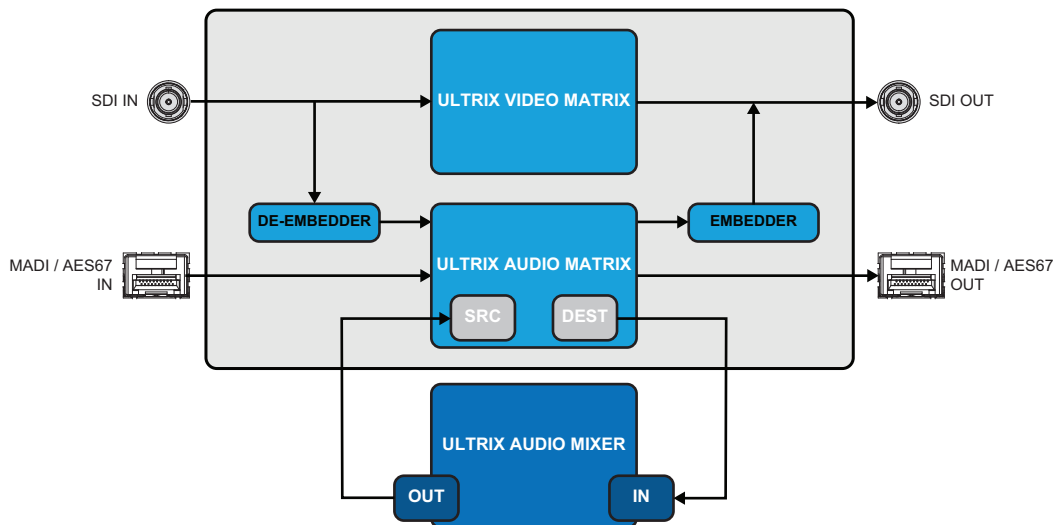 ULTRIX VIDEO MATRIX
SDI IN
SDI OUT
DE-EMBEDDER
EMBEDDER
MADI / AES67
IN
ULTRIX AUDIO MATRIX
MADI / AES67
OUT
SRC
DEST
ULTRIX AUDIO MIXER
OUT
IN